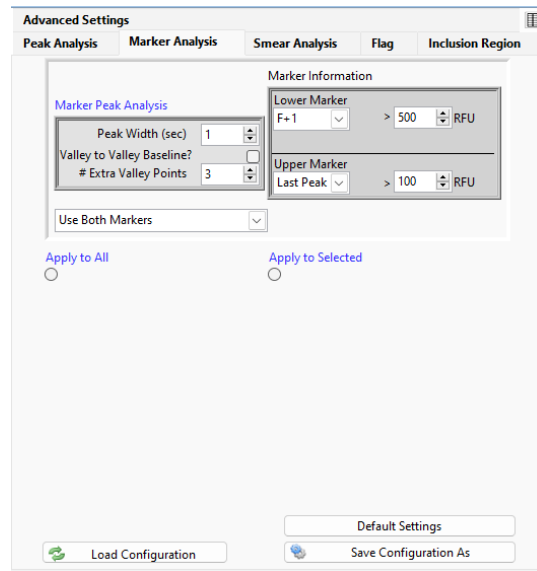 Advanced Settings
Peak Analysis Marker Analysis Smear Analysis Flag Inclusion Region
Marker Information
Marker Peak Analysis
Lower Marker
F+1 > 500 RFU
Peak Width (sec) 1
Valley to Valley Baseline?
# Extra Valley Points 3
Upper Marker
Last Peak > 100 RFU
Use Both Markers
Apply to All Apply to Selected
Default Settings
Load Configuration Save Configuration As